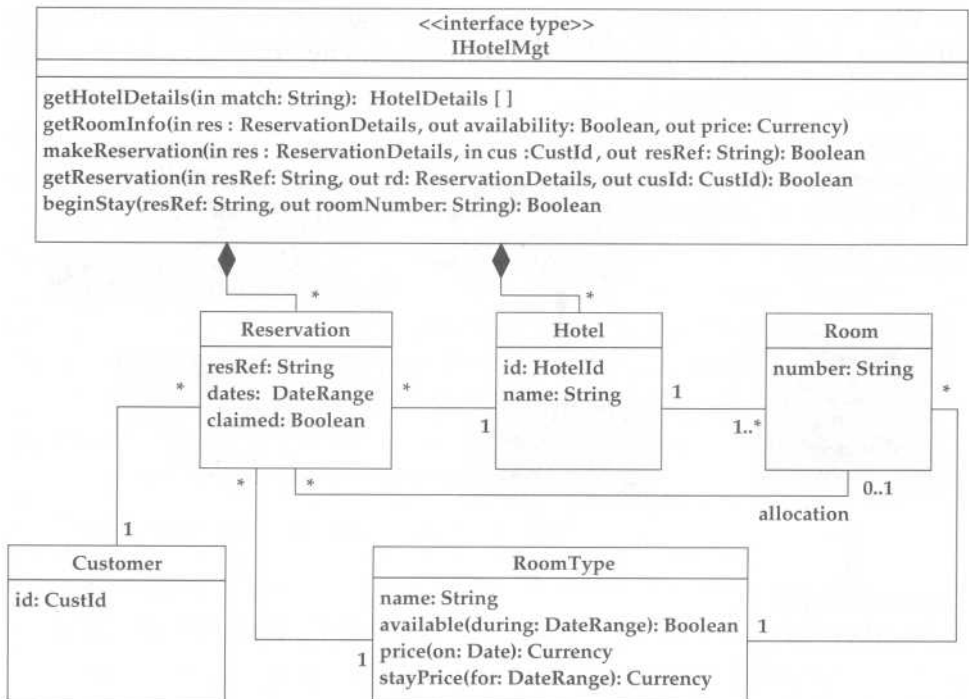 <<interface type>>
IHotelMgt
getHotelDetails(in match: String): HotelDetails [ ]
getRoomInfo(in res : ReservationDetails, out availability: Boolean, out price: Currency)
makeReservation(in res : ReservationDetails, in cus :CustId , out resRef: String): Boolean
getReservation(in resRef: String, out rd: ReservationDetails, out cusId: CustId): Boolean
beginStay(resRef: String, out roomNumber: String): Boolean
*
*
Reservation
resRef: String
dates: DateRange
claimed: Boolean
Hotel
id: HotelId
name: String
Room
number: String
*
*
1
1
1..*
*
*
*
0..1
allocation
1
Customer
id: CustId
RoomType
name: String
available(during: DateRange): Boolean
price(on: Date): Currency
stayPrice(for: DateRange): Currency
1
1